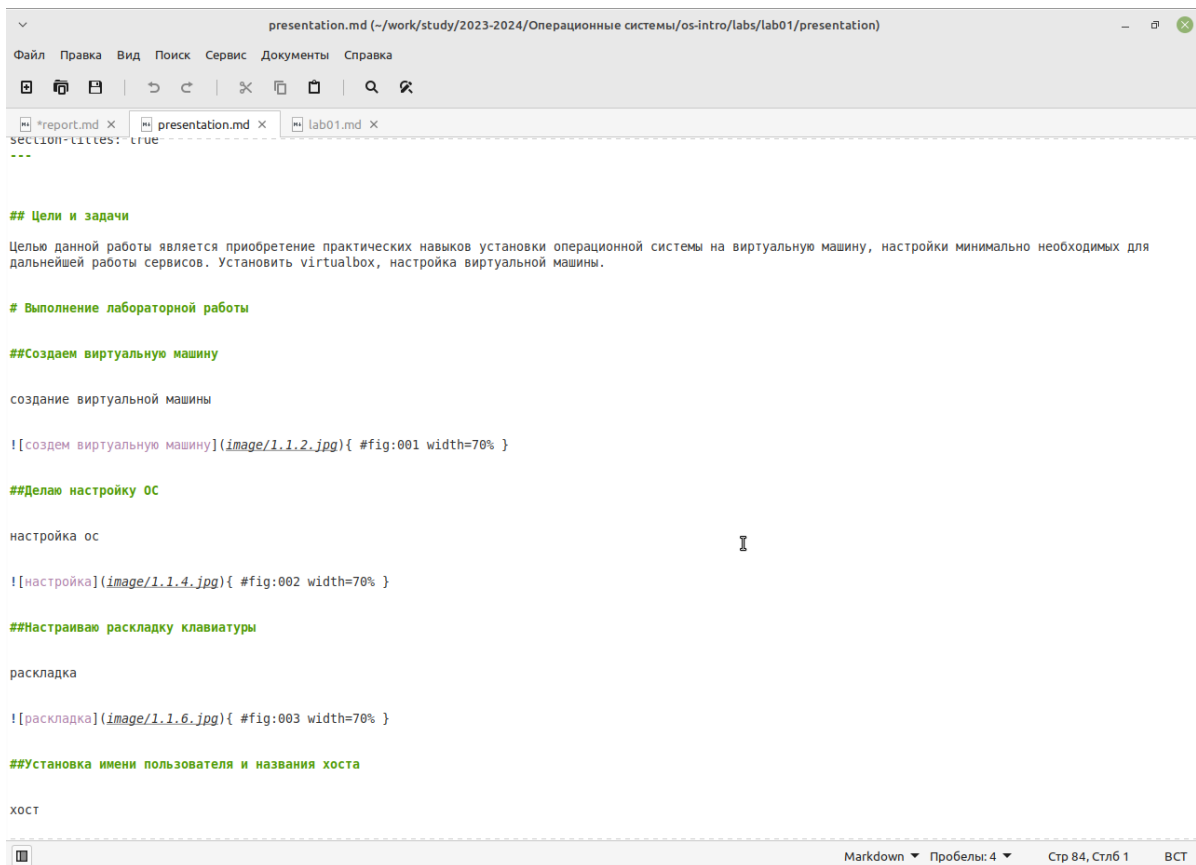 presentation.md (~/work/study/2023-2024/Операционные системы/os-intro/labs/lab01/presentation)
Файл Правка Вид Поиск Сервис Документы Справка
*report.md presentation.md lab01.md
section-titles: true
---
## Цели и задачи
Целью данной работы является приобретение практических навыков установки операционной системы на виртуальную машину, настройки минимально необходимых для
дальнейшей работы сервисов. Установить virtualbox, настройка виртуальной машины.
# Выполнение лабораторной работы
##Создаем виртуальную машину
создание виртуальной машины
![создем виртуальную машину](image/1.1.2.jpg){ #fig:001 width=70% }
##Делаю настройку ОС
настройка ос
![настройка](image/1.1.4.jpg){ #fig:002 width=70% }
##Настраиваю раскладку клавиатуры
раскладка
![раскладка](image/1.1.6.jpg){ #fig:003 width=70% }
##Установка имени пользователя и названия хоста
хост
Markdown Пробелы: 4 Стр 84, Стлб 1 ВСТ